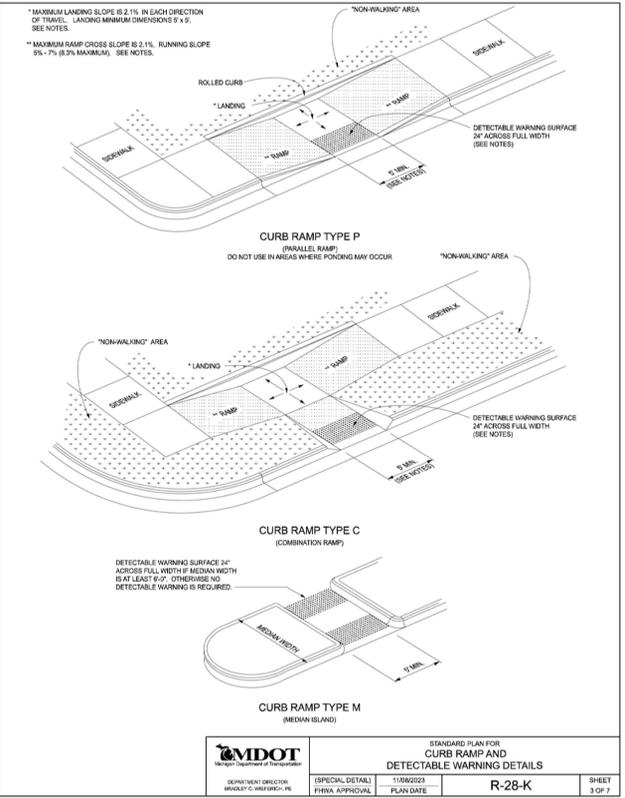 * MAXIMUM LANDING SLOPE IS 2.1% IN EACH DIRECTION
OF TRAVEL. LANDING MINIMUM DIMENSIONS 5' x 5'.
SEE NOTES.
** MAXIMUM RAMP CROSS SLOPE IS 2.1%, RUNNING SLOPE
5% - 7% (8.3% MAXIMUM). SEE NOTES.
"NON-WALKING" AREA
SIDEWALK
ROLLED CURB
* LANDING
** RAMP
** RAMP
SIDEWALK
DETECTABLE WARNING SURFACE
24" ACROSS FULL WIDTH
(SEE NOTES)
5' MIN.
(SEE NOTES)
CURB RAMP TYPE P
(PARALLEL RAMP)
DO NOT USE IN AREAS WHERE PONDING MAY OCCUR
"NON-WALKING" AREA
SIDEWALK
"NON-WALKING" AREA
* LANDING
** RAMP
SIDEWALK
** RAMP
DETECTABLE WARNING SURFACE
24" ACROSS FULL WIDTH
(SEE NOTES)
5' MIN.
(SEE NOTES)
CURB RAMP TYPE C
(COMBINATION RAMP)
DETECTABLE WARNING SURFACE 24"
ACROSS FULL WIDTH IF MEDIAN WIDTH
IS AT LEAST 6'-0". OTHERWISE NO
DETECTABLE WARNING IS REQUIRED.
MEDIAN WIDTH
5' MIN.
CURB RAMP TYPE M
(MEDIAN ISLAND)
MDOT
Michigan Department of Transportation
DEPARTMENT DIRECTOR
BRADLEY C. WIEFERICH, PE
STANDARD PLAN FOR
CURB RAMP AND
DETECTABLE WARNING DETAILS
(SPECIAL DETAIL)
FHWA APPROVAL
11/08/2023
PLAN DATE
R-28-K
SHEET
3 OF 7